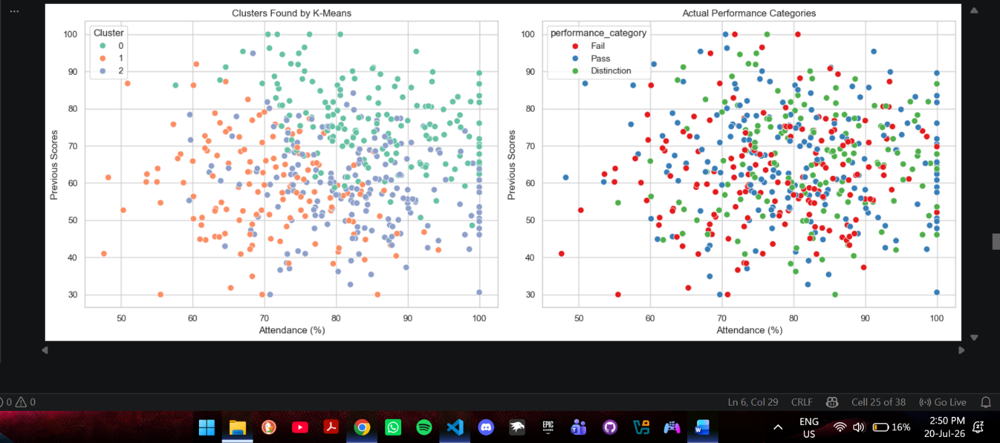 ...
Clusters Found by K-Means
Cluster
0
1
2
100
90
80
70
60
50
40
30
Previous Scores
50 60 70 80 90 100
Attendance (%)
Actual Performance Categories
performance_category
Fail
Pass
Distinction
100
90
80
70
60
50
40
30
Previous Scores
50 60 70 80 90 100
Attendance (%)
0 0 Ln 6, Col 29 CRLF Cell 25 of 38 Go Live
EPIC GAMES
T
W
ENG
US
16%
2:50 PM
20-Jul-26